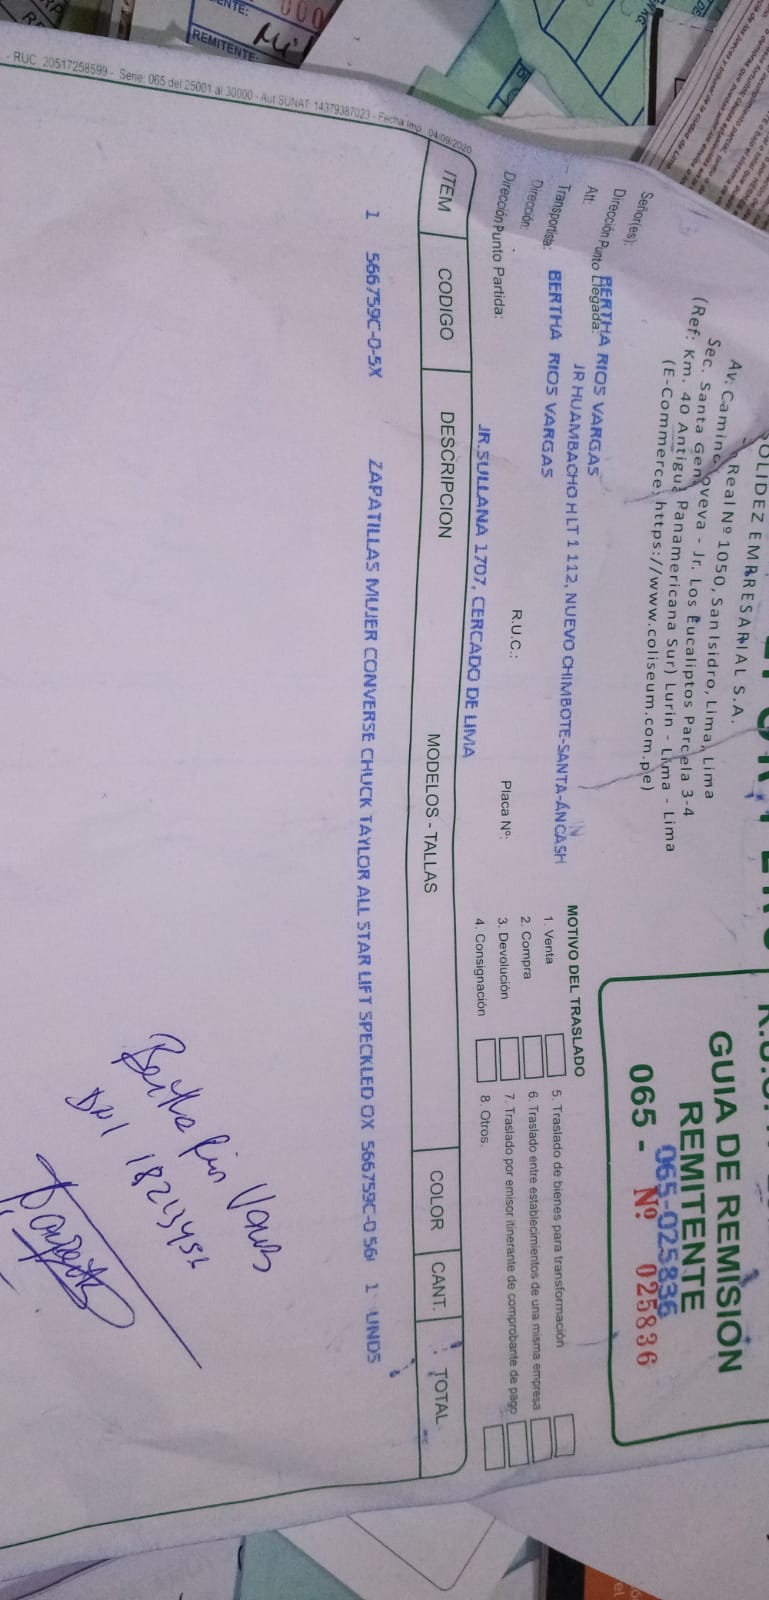 SOLIDEZ EMPRESARIAL S.A.
Av. Camino Real Nº 1050, San Isidro, Lima, Lima
Sec. Santa Genoveva - Jr. Los Eucaliptos Parcela 3-4
(Ref: Km. 40 Antigua Panamericana Sur) Lurin - Lima - Lima
(E-Commerce: https://www.coliseum.com.pe)
GUIA DE REMISION
REMITENTE
065-025836
065 - Nº 025836
Señor(es):
BERTHA RIOS VARGAS
Dirección Punto Llegada:
JR HUAMBACHO H LT 1 112, NUEVO CHIMBOTE-SANTA-ÁNCASH
Att:
Transportista: BERTHA RIOS VARGAS
Dirección: R.U.C.:
Dirección Punto Partida: Placa Nº:
JR.SULLANA 1707, CERCADO DE LIMA
MOTIVO DEL TRASLADO
1. Venta
2. Compra
3. Devolución
4. Consignación
5. Traslado de bienes para transformación
6. Traslado entre establecimientos de una misma empresa
7. Traslado por emisor itinerante de comprobante de pago
8. Otros.
ITEM CODIGO DESCRIPCION MODELOS - TALLAS COLOR CANT. TOTAL
1 566759C-0-5X ZAPATILLAS MUJER CONVERSE CHUCK TAYLOR ALL STAR LIFT SPECKLED OX 566759C-0 56 1 UNDS
Bertha Rios
- RUC 20517258599 - Serie: 065 del 25001 al 30000 - Aut SUNAT: 14379387023 - Fecha Imp. 04/09/2020
REMITENTE: